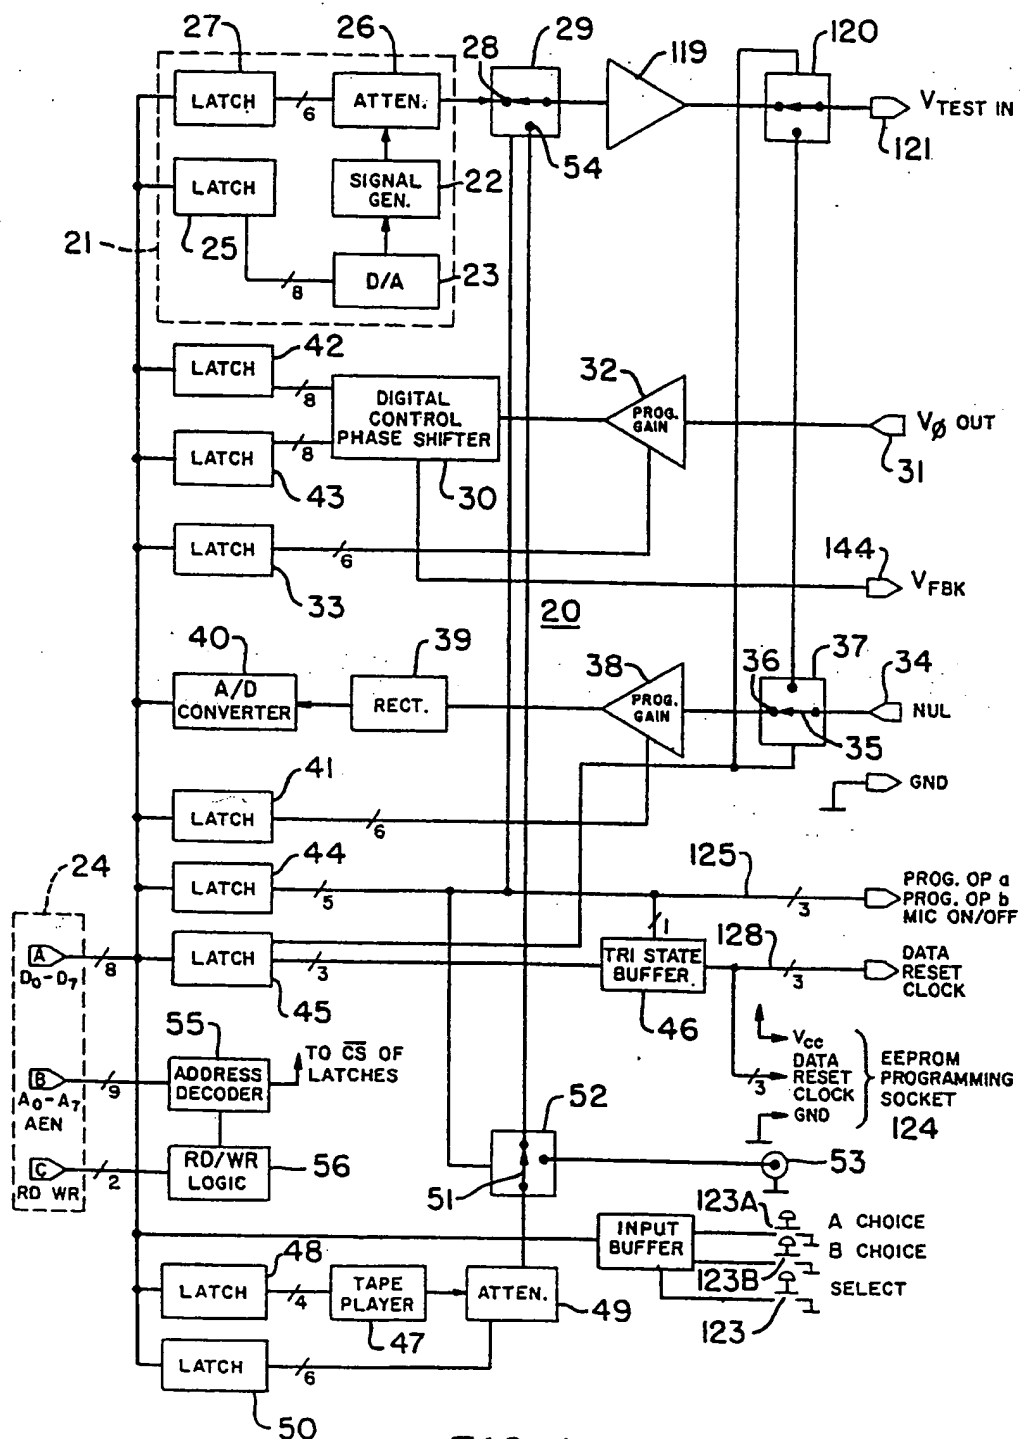 27
26
28
29
119
120
LATCH
6
ATTEN.
V TEST IN
121
54
LATCH
SIGNAL
GEN.
22
21
25
8
D/A
23
42
LATCH
8
DIGITAL
CONTROL
PHASE SHIFTER
32
PROG.
GAIN
VØ OUT
31
LATCH
8
43
30
LATCH
6
33
144
V FBK
20
40
39
38
36
37
34
A/D
CONVERTER
RECT.
PROG.
GAIN
NUL
35
41
GND
LATCH
6
44
24
LATCH
5
125
3
PROG. OP a
PROG. OP b
MIC ON/OFF
1
A
D0-D7
8
LATCH
3
45
TRI STATE
BUFFER
46
128
3
DATA
RESET
CLOCK
55
TO CS OF
LATCHES
Vcc
DATA
RESET
CLOCK
3
GND
EEPROM
PROGRAMMING
SOCKET
124
B
A0-A7
AEN
9
ADDRESS
DECODER
52
C
RD WR
2
RD/WR
LOGIC
56
51
53
123A
INPUT
BUFFER
A CHOICE
B CHOICE
123B
SELECT
123
48
LATCH
4
TAPE
PLAYER
47
ATTEN.
49
LATCH
6
50